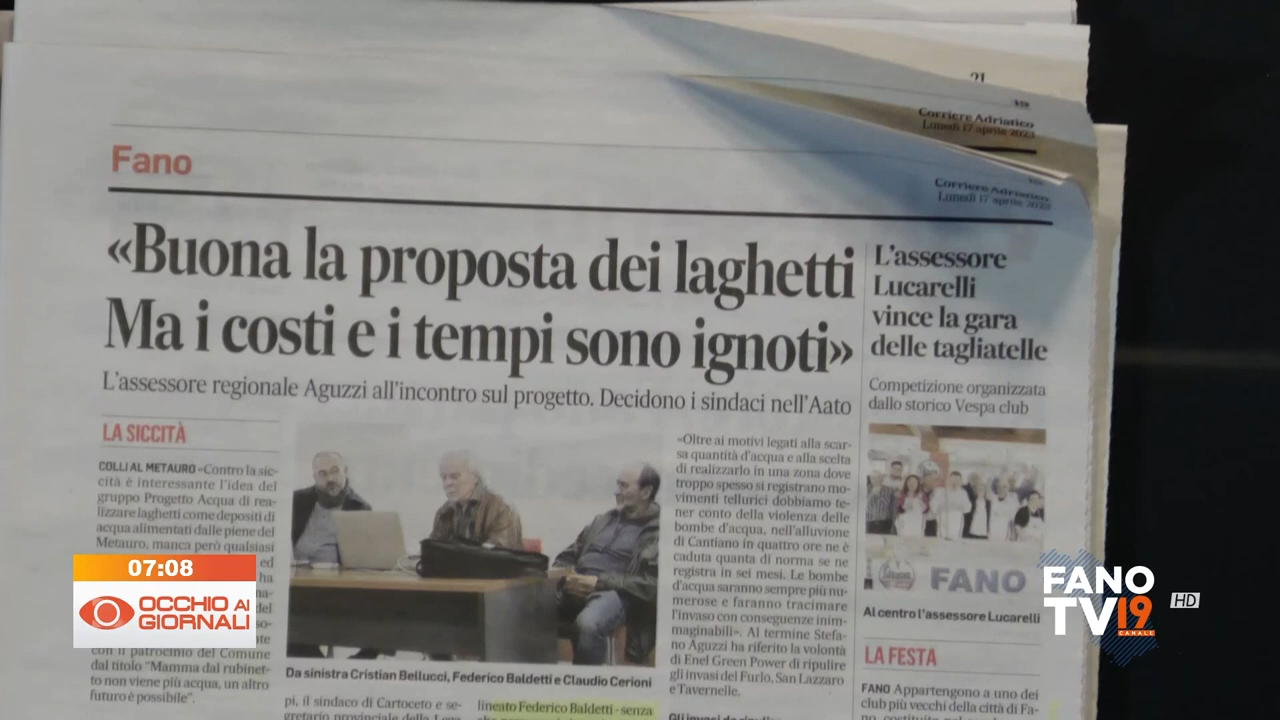 21
19
Corriere Adriatico
Lunedì 17 aprile 2023
Corriere Adriatico
Lunedì 17 aprile 2023
Fano
«Buona la proposta dei laghetti
Ma i costi e i tempi sono ignoti»
L'assessore regionale Aguzzi all'incontro sul progetto. Decidono i sindaci nell'Aato
LA SICCITÀ
COLLI AL METAURO «Contro la sic-
cità è interessante l'idea del
gruppo Progetto Acqua di rea-
lizzare laghetti come depositi di
acqua alimentati dalle piene del
Metauro, manca però qualsiasi
ed
ha
na-
del
so-
nte
con il patrocinio del Comune
dal titolo "Mamma dal rubinet-
to non viene più acqua, un altro
futuro è possibile".
Da sinistra Cristian Bellucci, Federico Baldetti e Claudio Cerioni
pi, il sindaco di Cartoceto e se-
gretario provinciale della Lega
lineato Federico Baldetti - senza
«Oltre ai motivi legati alla scar-
sa quantità d'acqua e alla scelta
di realizzarlo in una zona dove
troppo spesso si registrano mo-
vimenti tellurici dobbiamo te-
ner conto della violenza delle
bombe d'acqua, nell'alluvione
di Cantiano in quattro ore ne è
caduta quanta di norma se ne
registra in sei mesi. Le bombe
d'acqua saranno sempre più nu-
merose e faranno tracimare
l'invaso con conseguenze inim-
maginabili». Al termine Stefa-
no Aguzzi ha riferito la volontà
di Enel Green Power di ripulire
gli invasi del Furlo, San Lazzaro
e Tavernelle.
L'assessore
Lucarelli
vince la gara
delle tagliatelle
Competizione organizzata
dallo storico Vespa club
FANO
Al centro l'assessore Lucarelli
LA FESTA
FANO Appartengono a uno dei
club più vecchi della città di Fa-
07:08
OCCHIO AI
GIORNALI
FANO
TV19
CANALE
HD